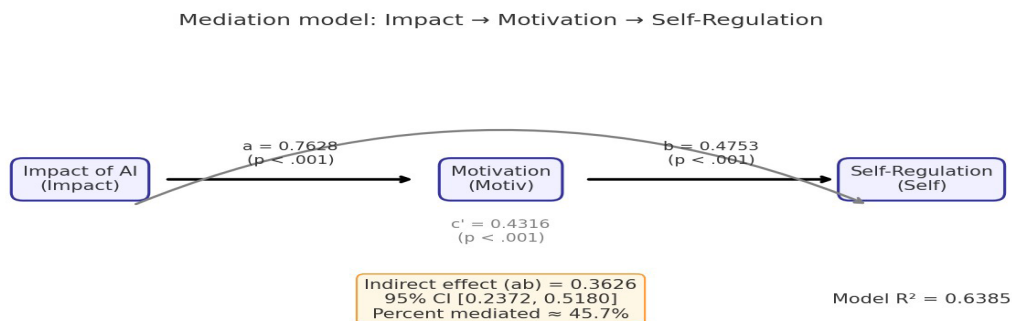 Mediation model: Impact → Motivation → Self-Regulation
a = 0.7628
(p < .001)
b = 0.4753
(p < .001)
Impact of AI
(Impact)
Motivation
(Motiv)
Self-Regulation
(Self)
c' = 0.4316
(p < .001)
Indirect effect (ab) = 0.3626
95% CI [0.2372, 0.5180]
Percent mediated ≈ 45.7%
Model R² = 0.6385